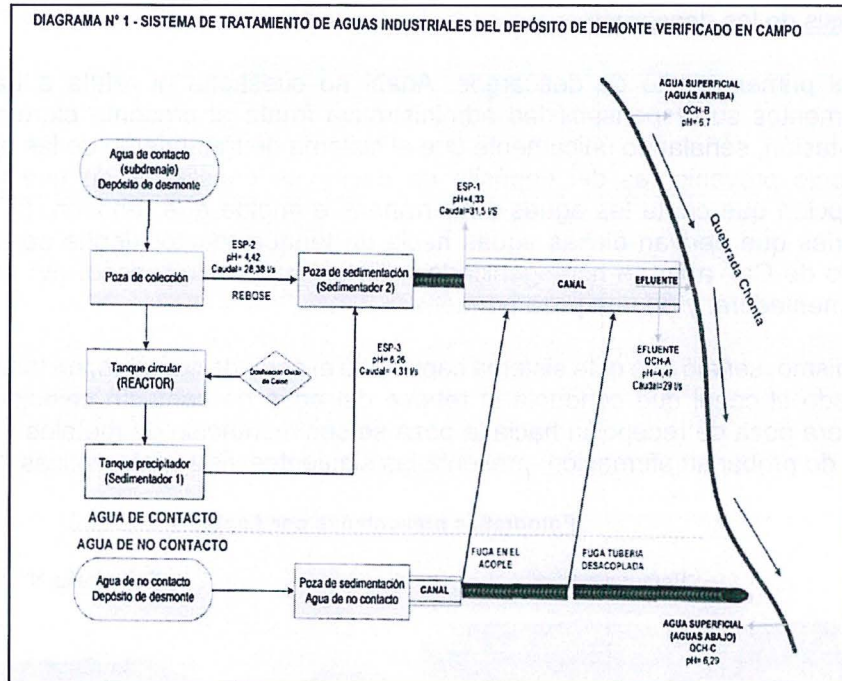 DIAGRAMA N° 1 - SISTEMA DE TRATAMIENTO DE AGUAS INDUSTRIALES DEL DEPÓSITO DE DEMONTE VERIFICADO EN CAMPO
AGUA SUPERFICIAL
(AGUAS ARRIBA)
QCH-B
pH= 5,7
Agua de contacto
(subdrenaje)
Depósito de desmonte
ESP-1
pH=4,33
Caudal=31,5 l/s
Quebrada Chonta
ESP-2
pH= 4,42
Caudal= 28,38 l/s
Poza de colección
REBOSE
Poza de sedimentación
(Sedimentador 2)
CANAL
EFLUENTE
ESP-3
pH= 6,26
Caudal= 4,31 l/s
EFLUENTE
QCH-A
pH=4,47
Caudal=29 l/s
Tanque circular
(REACTOR)
de
Tanque precipitador
(Sedimentador 1)
AGUA DE CONTACTO
AGUA DE NO CONTACTO
FUGA EN EL
ACOPLE
FUGA TUBERIA
DESACOPLADA
Agua de no contacto
Depósito de desmonte
Poza de sedimentación
Agua de no contacto
CANAL
AGUA SUPERFICIAL
(AGUAS ABAJO)
QCH-C
pH= 6,29